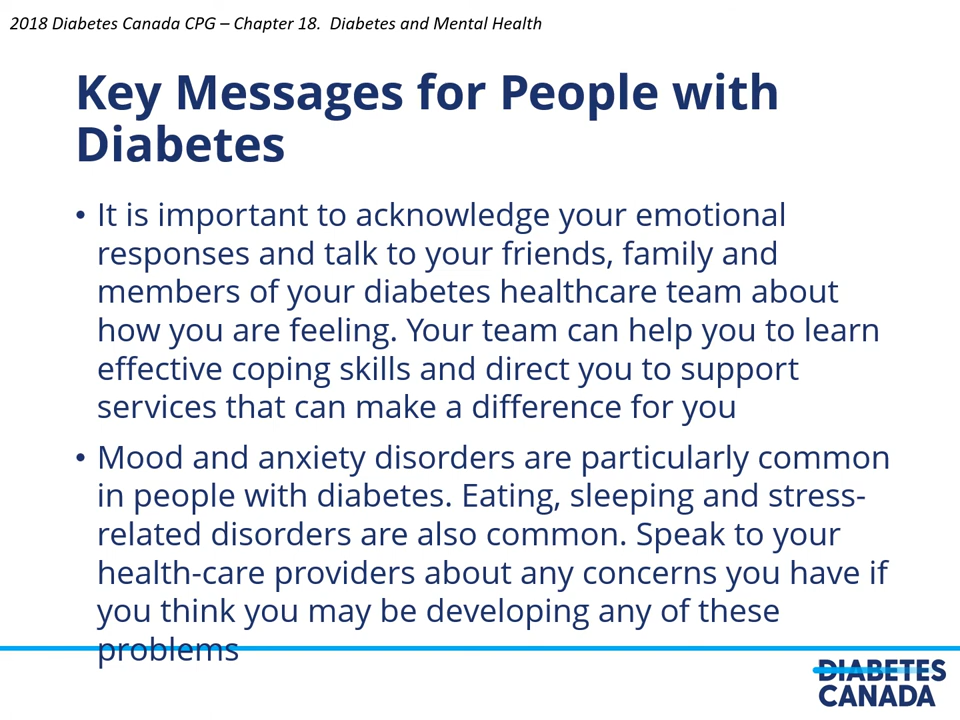 2018 Diabetes Canada CPG – Chapter 18.  Diabetes and Mental Health
Key Messages for People with
Diabetes
• It is important to acknowledge your emotional
responses and talk to your friends, family and
members of your diabetes healthcare team about
how you are feeling. Your team can help you to learn
effective coping skills and direct you to support
services that can make a difference for you
• Mood and anxiety disorders are particularly common
in people with diabetes. Eating, sleeping and stress-
related disorders are also common. Speak to your
health-care providers about any concerns you have if
you think you may be developing any of these
problems
DIABETES
CANADA